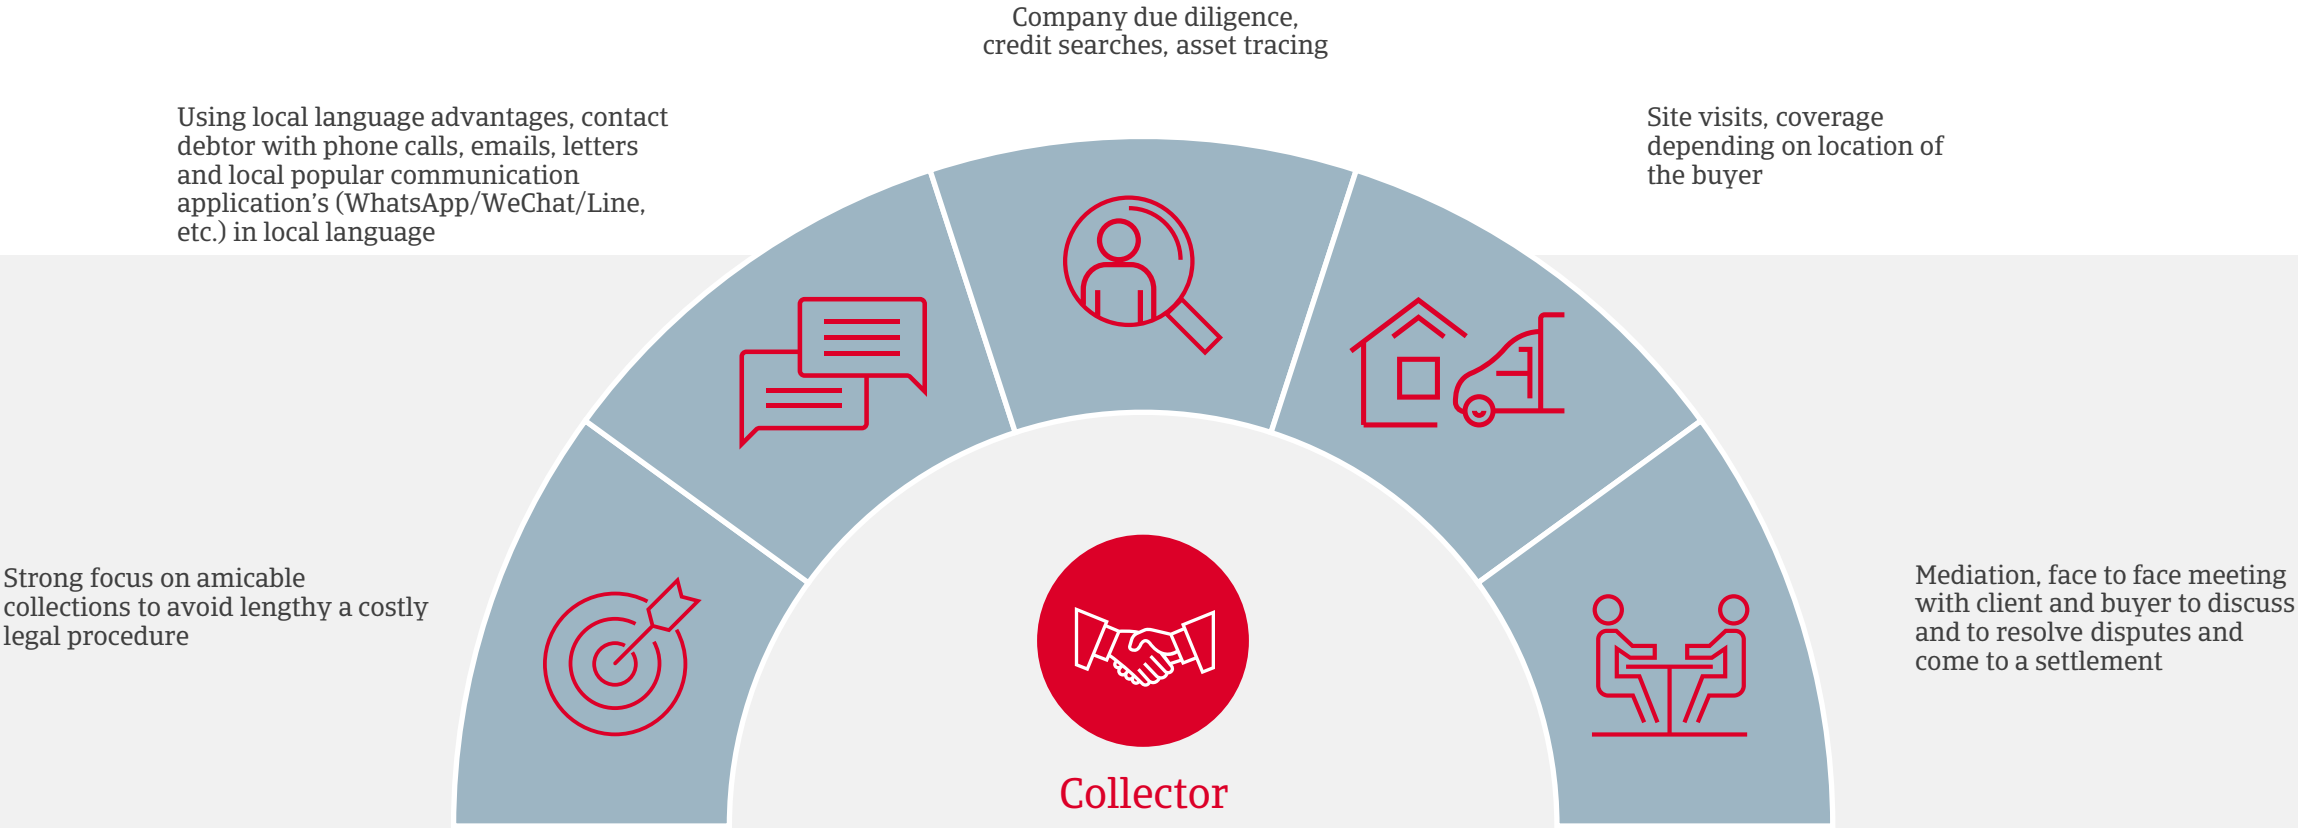 Company due diligence,
credit searches, asset tracing
Using local language advantages, contact
debtor with phone calls, emails, letters
and local popular communication
application’s (WhatsApp/WeChat/Line,
etc.) in local language
Site visits, coverage
depending on location of
the buyer
Strong focus on amicable
collections to avoid lengthy a costly
legal procedure
Mediation, face to face meeting
with client and buyer to discuss
and to resolve disputes and
come to a settlement
Collector